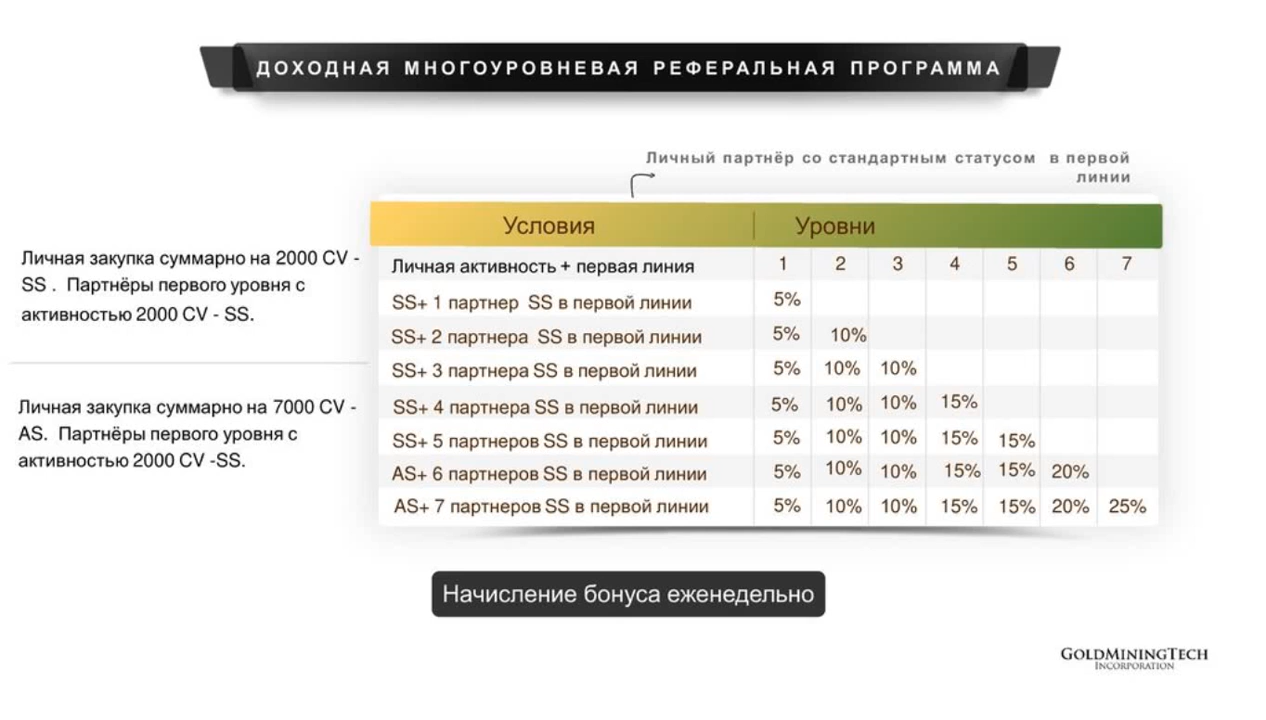 ДОХОДНАЯ МНОГОУРОВНЕВАЯ РЕФЕРАЛЬНАЯ ПРОГРАММА
Личный партнёр со стандартным статусом в первой
линии
Личная закупка суммарно на 2000 CV -
SS . Партнёры первого уровня с
активностью 2000 CV - SS.
Личная закупка суммарно на 7000 CV -
AS. Партнёры первого уровня с
активностью 2000 CV -SS.
Условия Уровни
Личная активность + первая линия 1 2 3 4 5 6 7
SS+ 1 партнер SS в первой линии 5%
SS+ 2 партнера SS в первой линии 5% 10%
SS+ 3 партнера SS в первой линии 5% 10% 10%
SS+ 4 партнера SS в первой линии 5% 10% 10% 15%
SS+ 5 партнеров SS в первой линии 5% 10% 10% 15% 15%
AS+ 6 партнеров SS в первой линии 5% 10% 10% 15% 15% 20%
AS+ 7 партнеров SS в первой линии 5% 10% 10% 15% 15% 20% 25%
Начисление бонуса еженедельно
GOLDMININGTECH
INCORPORATION